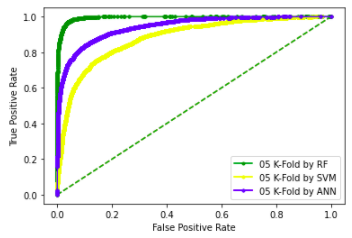 1.0
0.8
0.6
0.4
0.2
0.0
True Positive Rate
05 K-Fold by RF
05 K-Fold by SVM
05 K-Fold by ANN
0.0 0.2 0.4 0.6 0.8 1.0
False Positive Rate